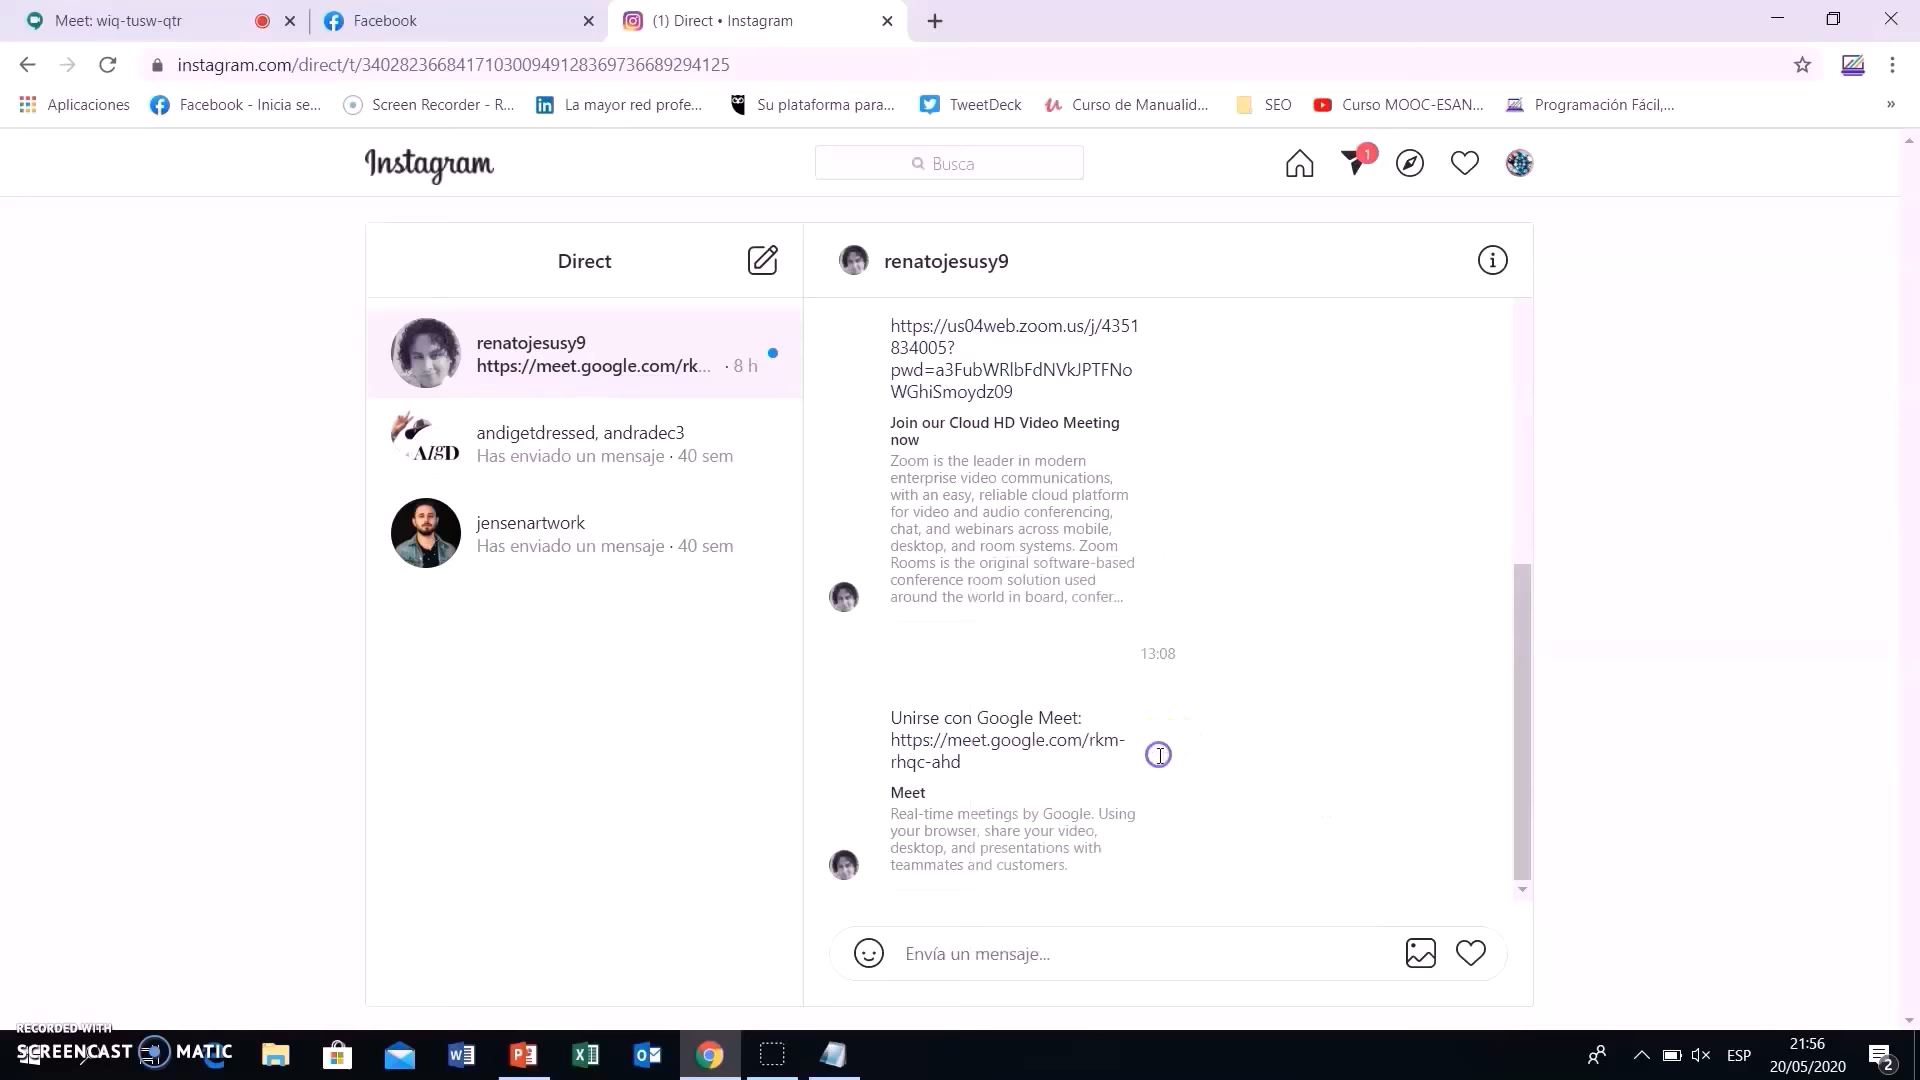 Meet: wiq-tusw-qtr
Facebook
(1) Direct • Instagram
instagram.com/direct/t/340282366841710300949128369736689294125
Aplicaciones
Facebook - Inicia se...
Screen Recorder - R...
La mayor red profe...
Su plataforma para...
TweetDeck
Curso de Manualid...
SEO
Curso MOOC-ESAN...
Programación Fácil,...
»
Instagram
Busca
1
Direct
renatojesusy9
https://meet.google.com/rk... · 8 h
andigetdressed, andradec3
Has enviado un mensaje · 40 sem
A/gD
jensenartwork
Has enviado un mensaje · 40 sem
renatojesusy9
https://us04web.zoom.us/j/4351
834005?
pwd=a3FubWRlbFdNVkJPTFNo
WGhiSmoydz09
Join our Cloud HD Video Meeting
now
Zoom is the leader in modern
enterprise video communications,
with an easy, reliable cloud platform
for video and audio conferencing,
chat, and webinars across mobile,
desktop, and room systems. Zoom
Rooms is the original software-based
conference room solution used
around the world in board, confer...
13:08
Unirse con Google Meet:
https://meet.google.com/rkm-
rhqc-ahd
Meet
Real-time meetings by Google. Using
your browser, share your video,
desktop, and presentations with
teammates and customers.
Envía un mensaje...
RECORDED WITH
SCREENCAST MATIC
ESP
21:56
20/05/2020
2